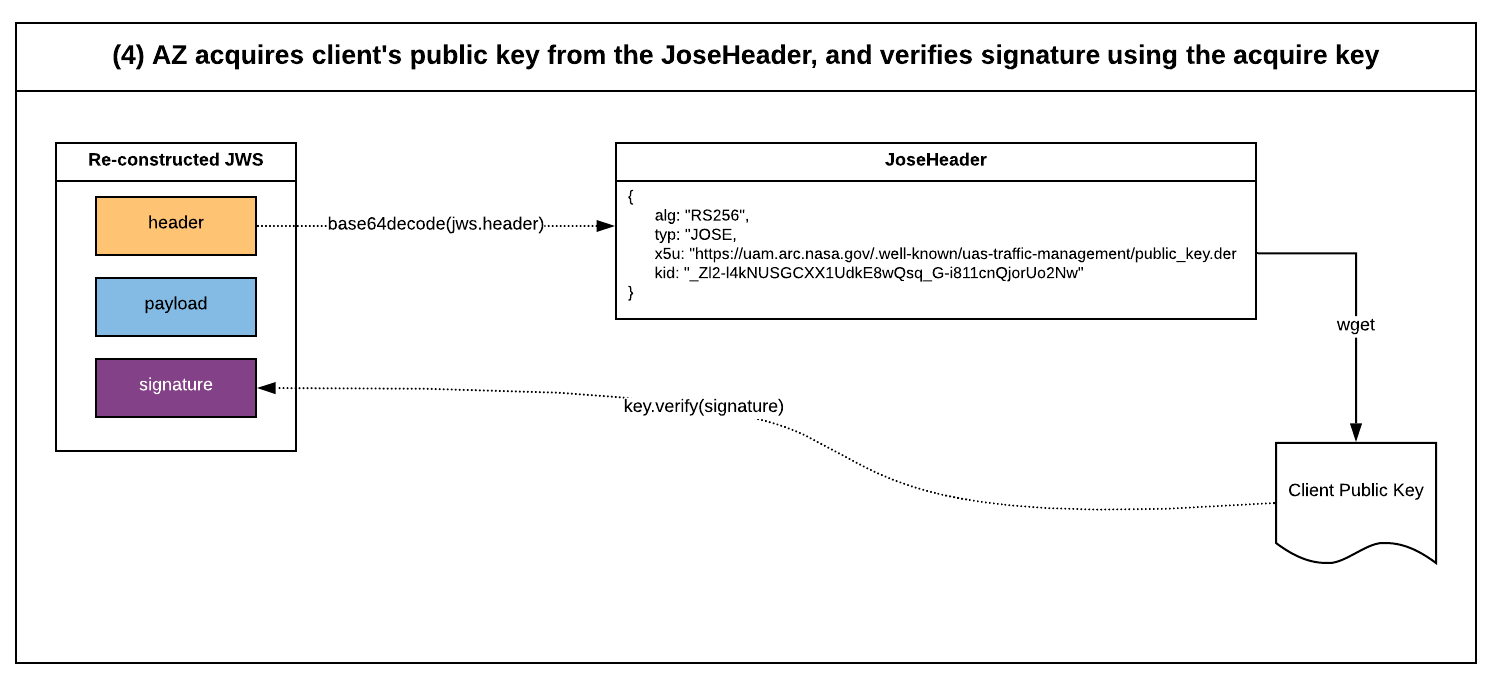 (4) AZ acquires client's public key from the JoseHeader, and verifies signature using the acquire key
Re-constructed JWS
header
payload
signature
base64decode(jws.header)
JoseHeader
{
alg: "RS256",
typ: "JOSE,
x5u: "https://uam.arc.nasa.gov/.well-known/uas-traffic-management/public_key.der
kid: "_Zl2-l4kNUSGCXX1UdkE8wQsq_G-i811cnQjorUo2Nw"
}
wget
key.verify(signature)
Client Public Key